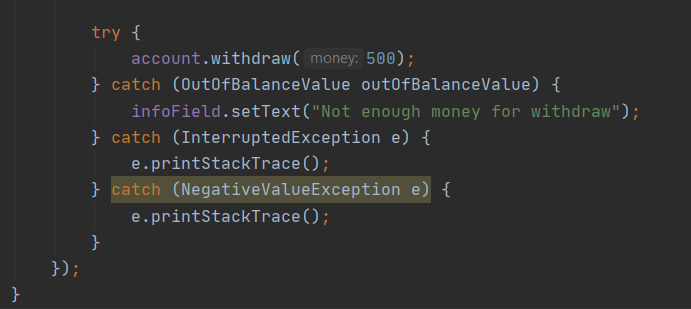 try {
account.withdraw( money: 500);
} catch (OutOfBalanceValue outOfBalanceValue) {
infoField.setText("Not enough money for withdraw");
} catch (InterruptedException e) {
e.printStackTrace();
} catch (NegativeValueException e) {
e.printStackTrace();
}
});
}